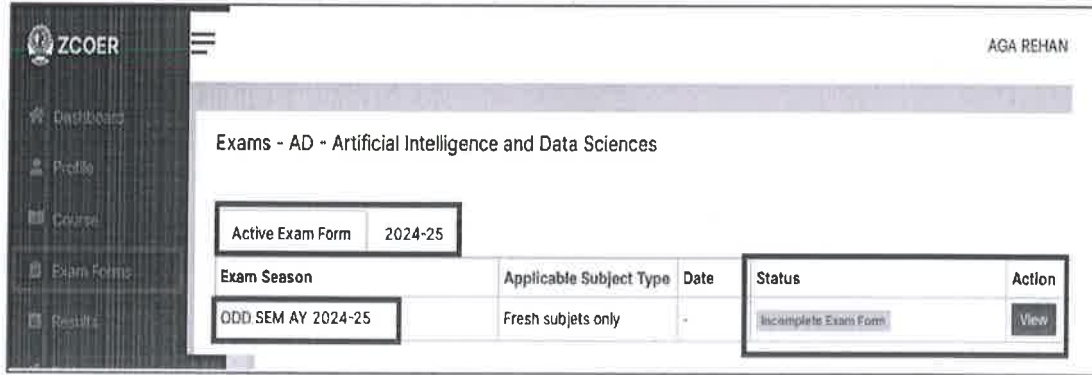 ZCOER
AGA REHAN
Dashboard
Profile
Course
Exam Forms
Results
Exams - AD - Artificial Intelligence and Data Sciences
Active Exam Form 2024-25
Exam Season Applicable Subject Type Date Status Action
ODD SEM AY 2024-25 Fresh subjets only - Incomplete Exam Form View